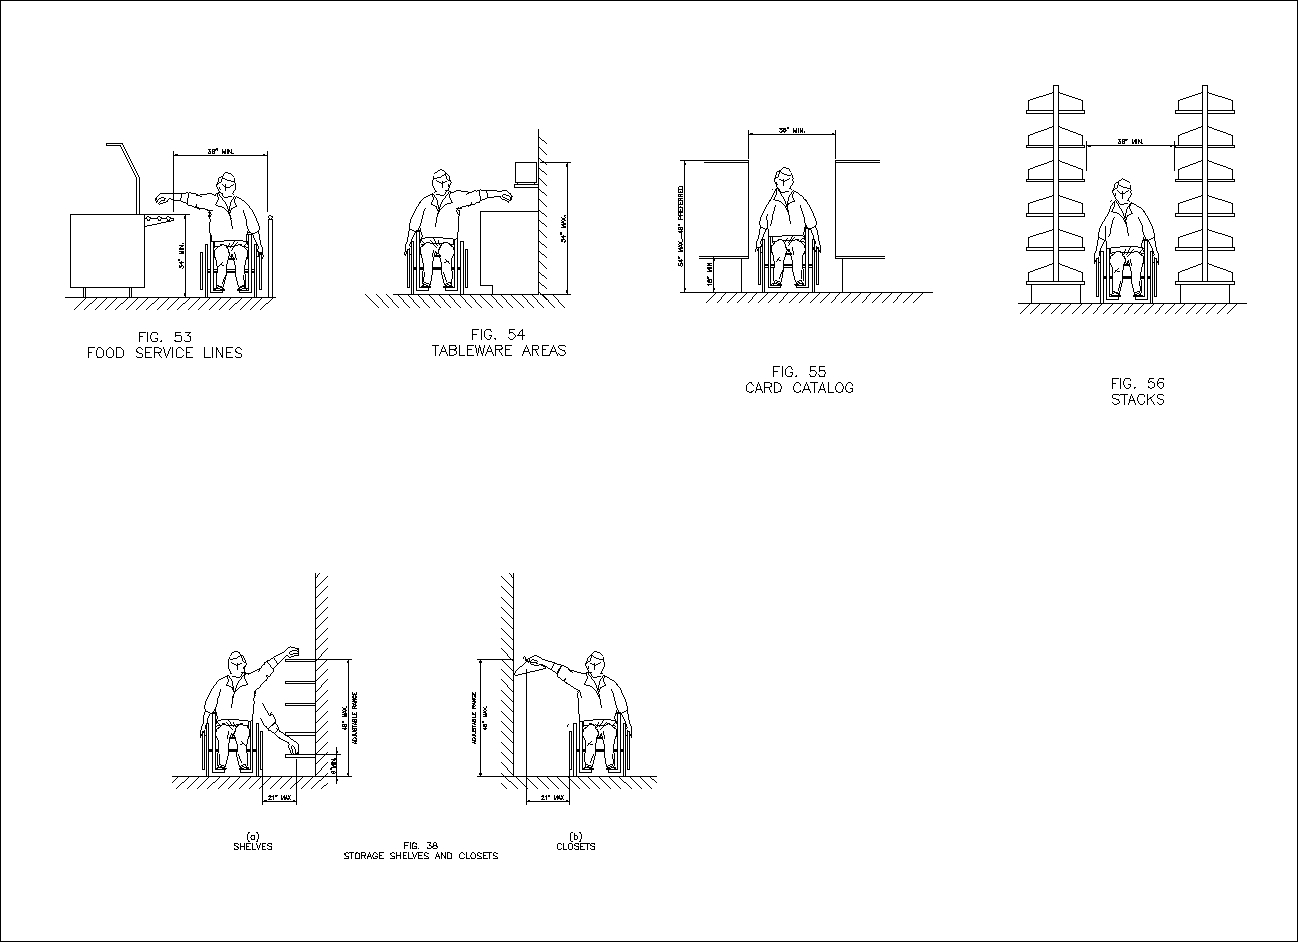 36" MIN.
34" MIN.
FIG. 53
FOOD SERVICE LINES
54" MAX.
FIG. 54
TABLEWARE AREAS
36" MIN.
54" MAX.-48" PREFERRED
18" MIN
FIG. 55
CARD CATALOG
36" MIN.
FIG. 56
STACKS
48" MAX.
ADJUSTABLE RANGE
9"MIN.
21" MAX
(a)
SHELVES
ADJUSTABLE RANGE
48" MAX.
21" MAX
(b)
CLOSETS
FIG. 38
STORAGE SHELVES AND CLOSETS